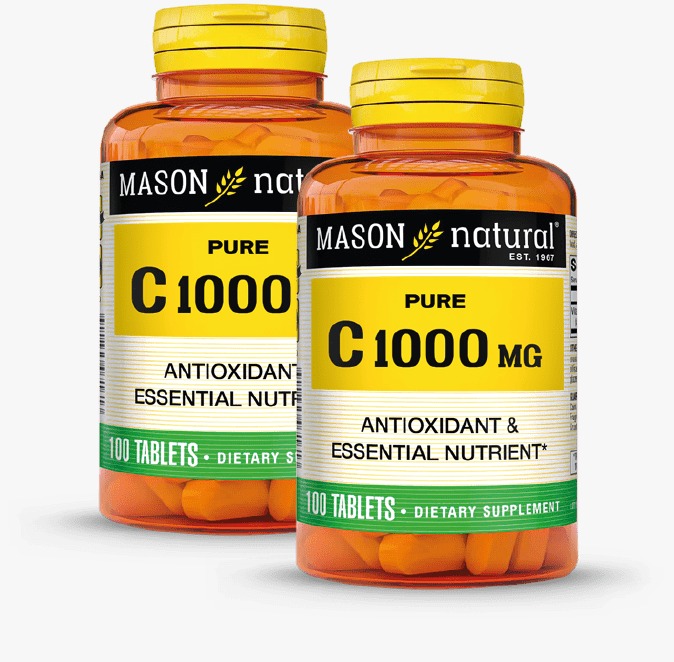 MASON natu
PURE
C 1000
ANTIOXIDANT
ESSENTIAL NUTR
100 TABLETS • DIETARY S
MASON natural®
EST. 1967
PURE
C 1000 MG
ANTIOXIDANT &
ESSENTIAL NUTRIENT*
100 TABLETS • DIETARY SUPPLEMENT